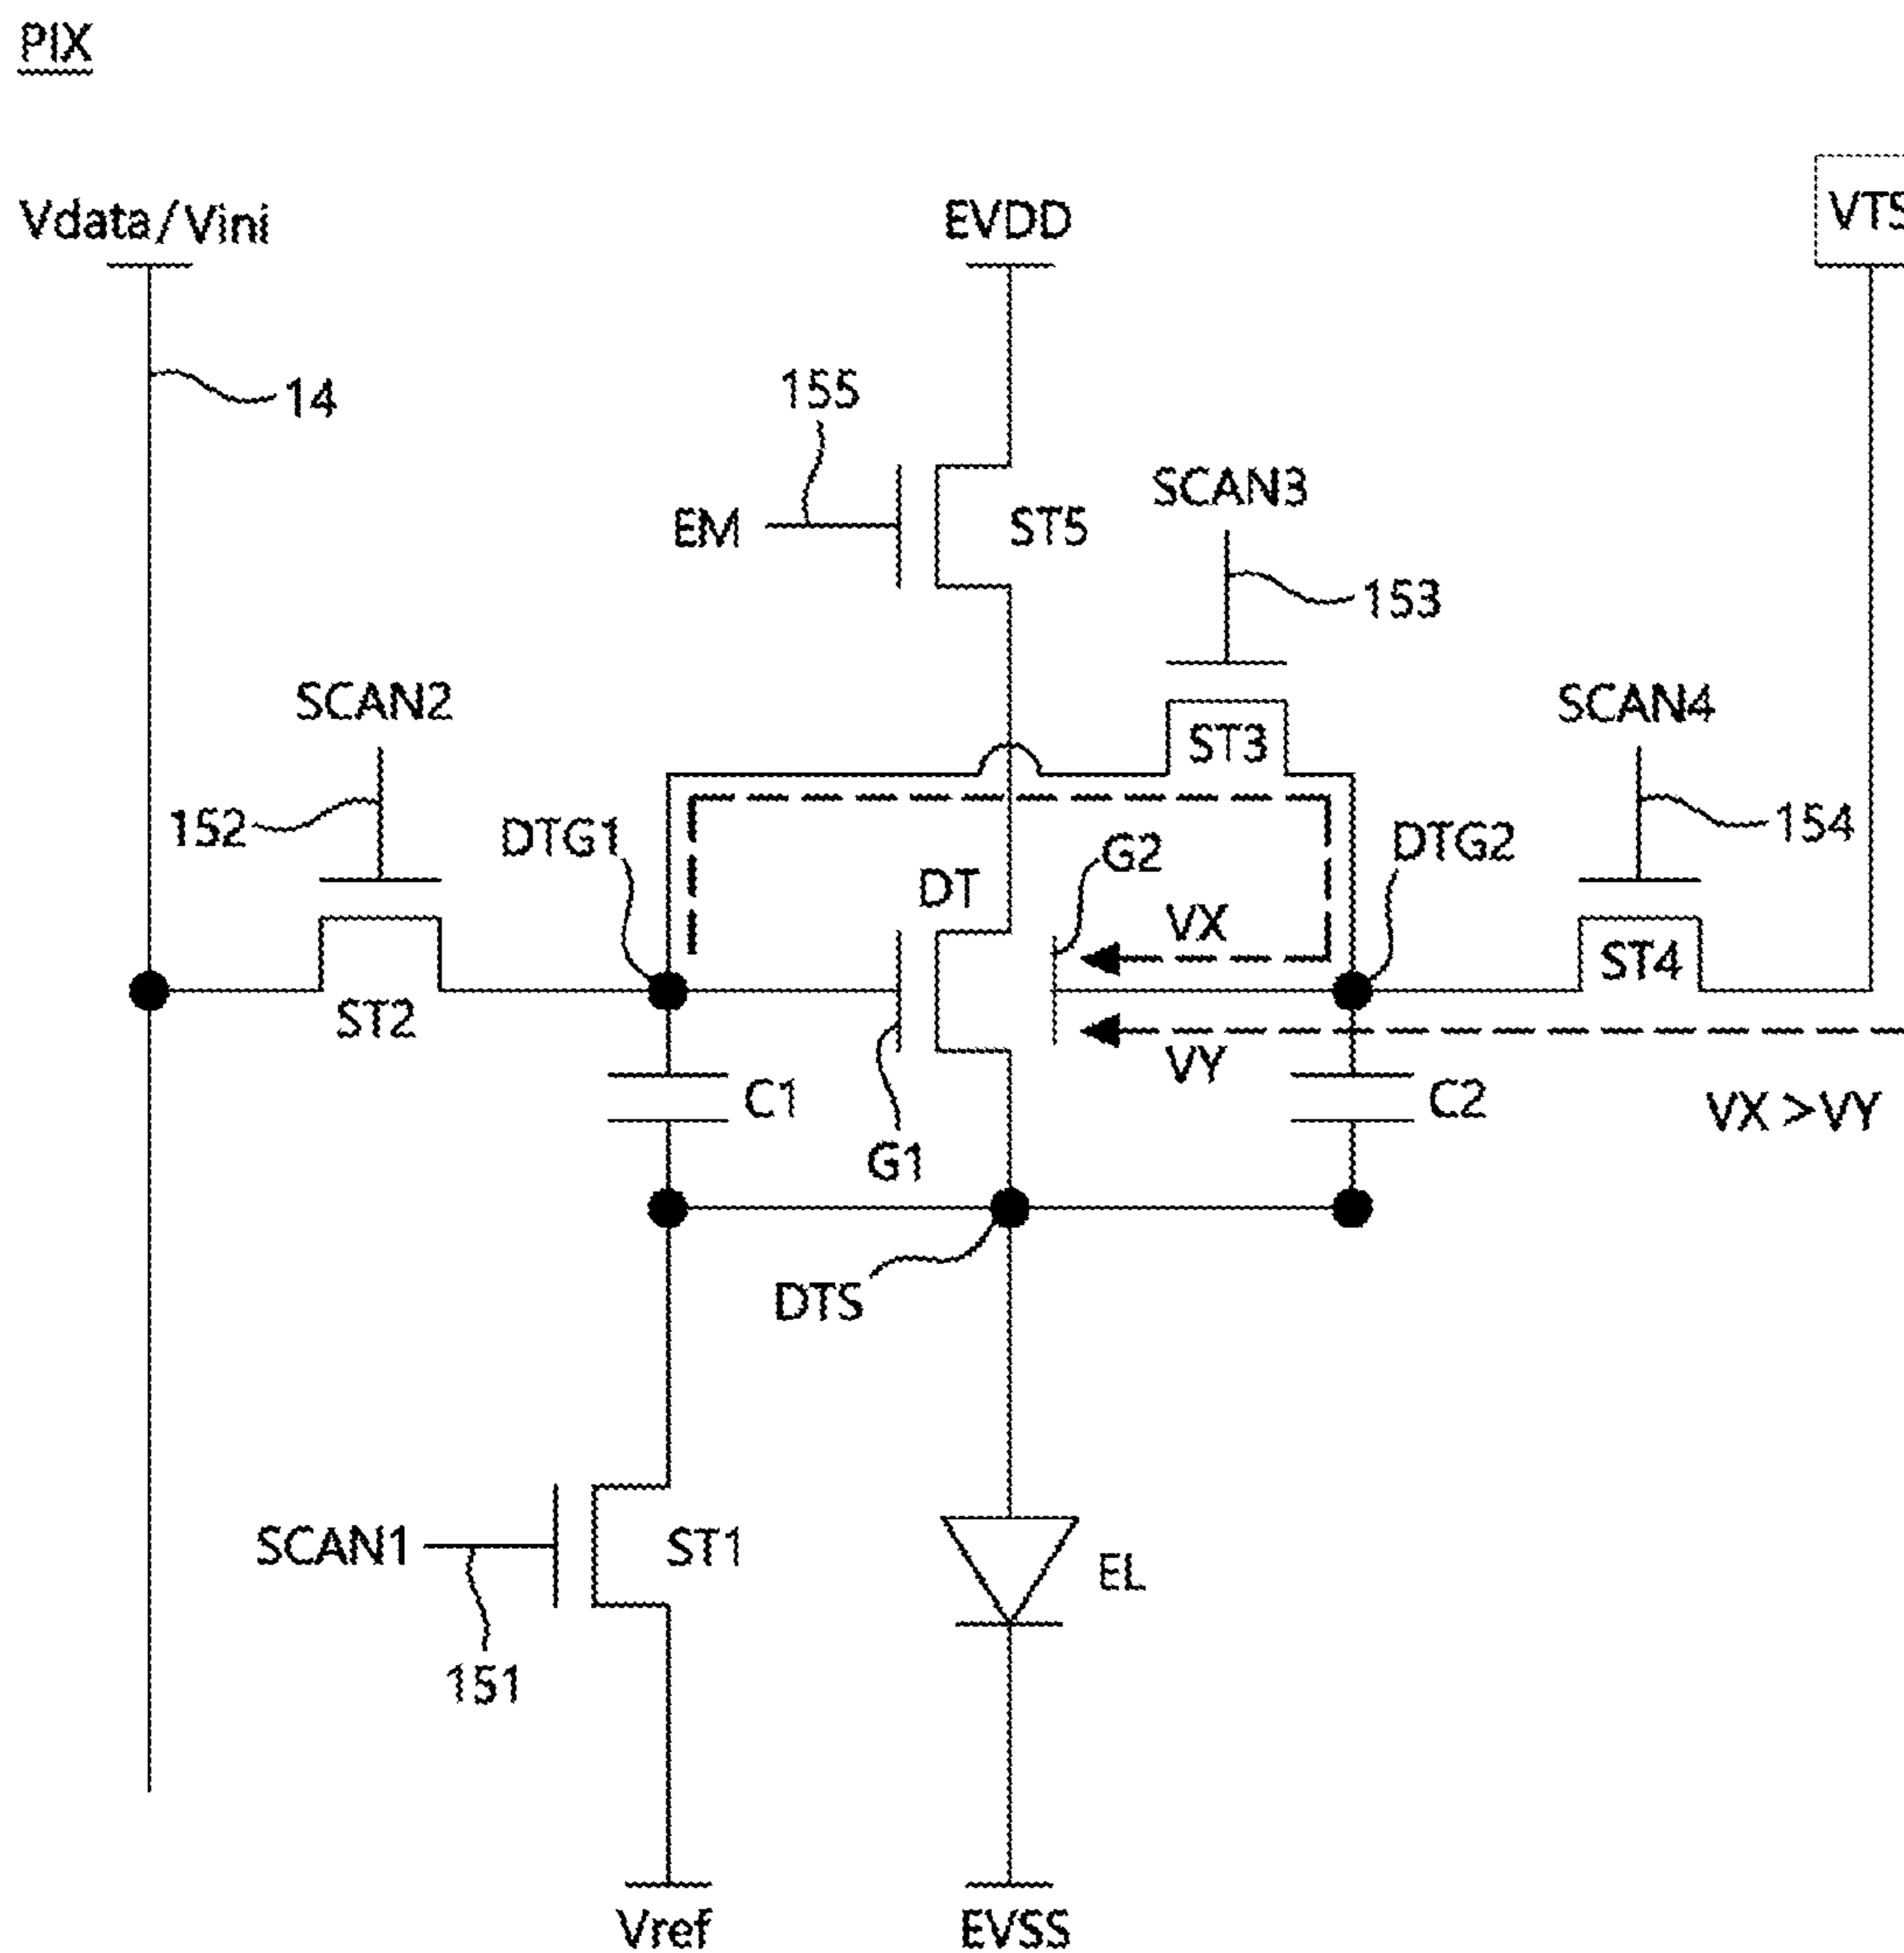 PIX
Vdata/Vini
EVDD
VTS
14
155
SCAN3
EM
ST5
153
SCAN2
SCAN4
ST3
152
DTG1
G2
DTG2
154
DT
VX
ST4
ST2
VY
C1
C2
VX >VY
G1
DTS
SCAN1
ST1
EL
151
Vref
EVSS